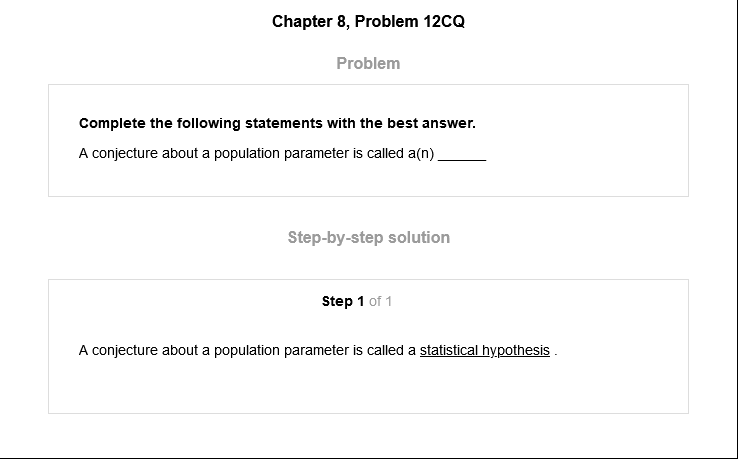 Chapter 8, Problem 12CQ
Problem
Complete the following statements with the best answer.
A conjecture about a population parameter is called a(n) ______
Step-by-step solution
Step 1 of 1
A conjecture about a population parameter is called a statistical hypothesis .